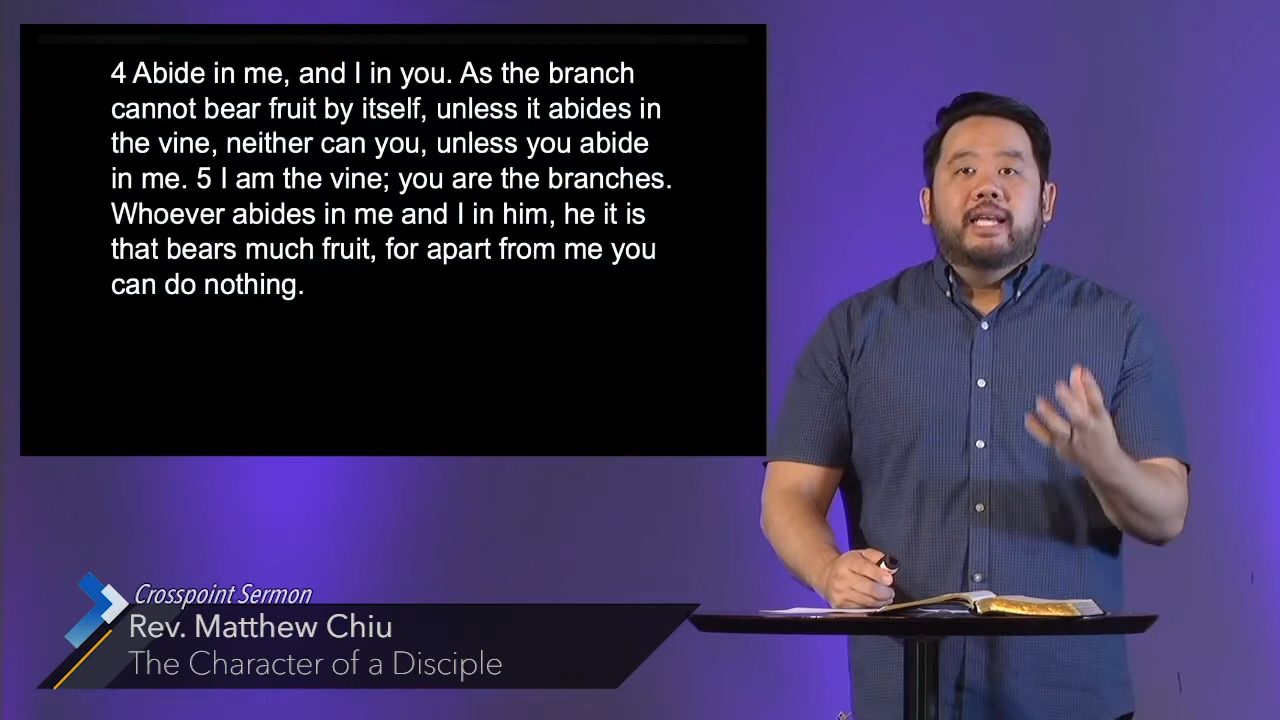 4 Abide in me, and I in you. As the branch
cannot bear fruit by itself, unless it abides in
the vine, neither can you, unless you abide
in me. 5 I am the vine; you are the branches.
Whoever abides in me and I in him, he it is
that bears much fruit, for apart from me you
can do nothing.
Crosspoint Sermon
Rev. Matthew Chiu
The Character of a Disciple